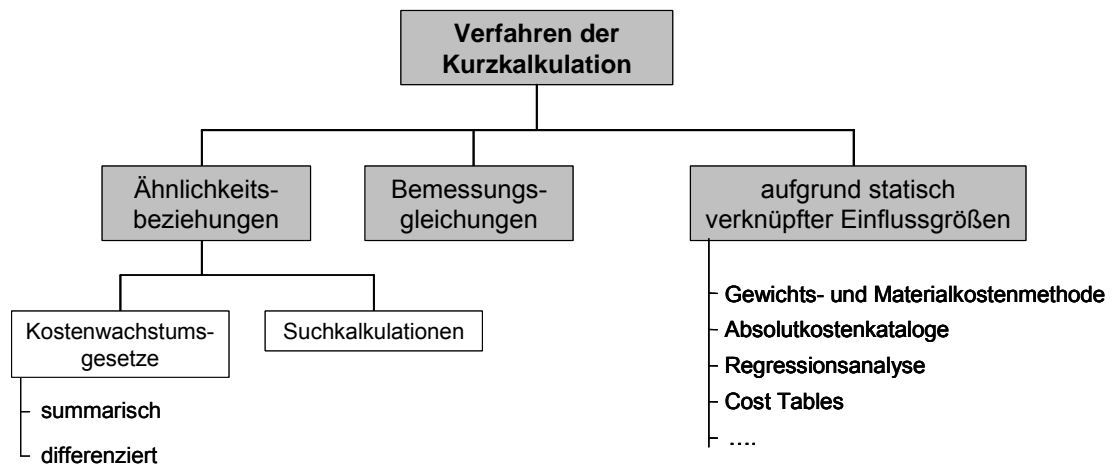 Verfahren der
Kurzkalkulation
Ähnlichkeits-
beziehungen
Bemessungs-
gleichungen
aufgrund statisch
verknüpfter Einflussgrößen
Kostenwachstums-
gesetze
Suchkalkulationen
summarisch
differenziert
Gewichts- und Materialkostenmethode
Absolutkostenkataloge
Regressionsanalyse
Cost Tables
….